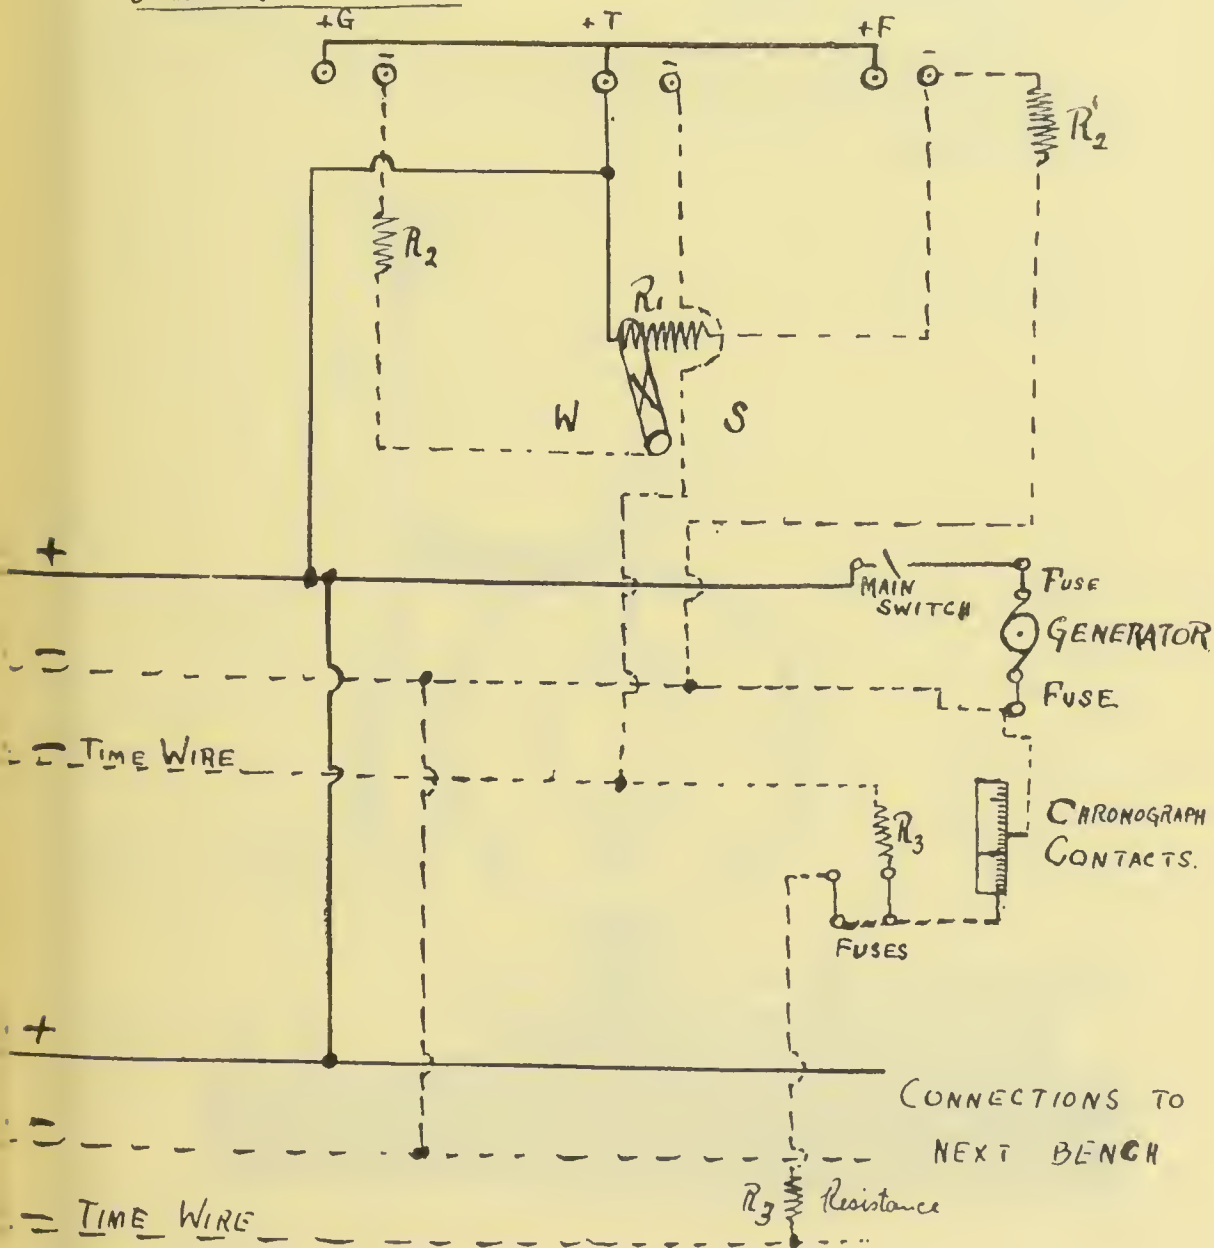 +G +T +F
- - -
R'2
R2
R1
W S
+
MAIN SWITCH
FUSE
GENERATOR
FUSE
-
- TIME WIRE
R3
CHRONOGRAPH
CONTACTS.
FUSES
+
CONNECTIONS TO
NEXT BENCH
-
R3 Resistance
- TIME WIRE